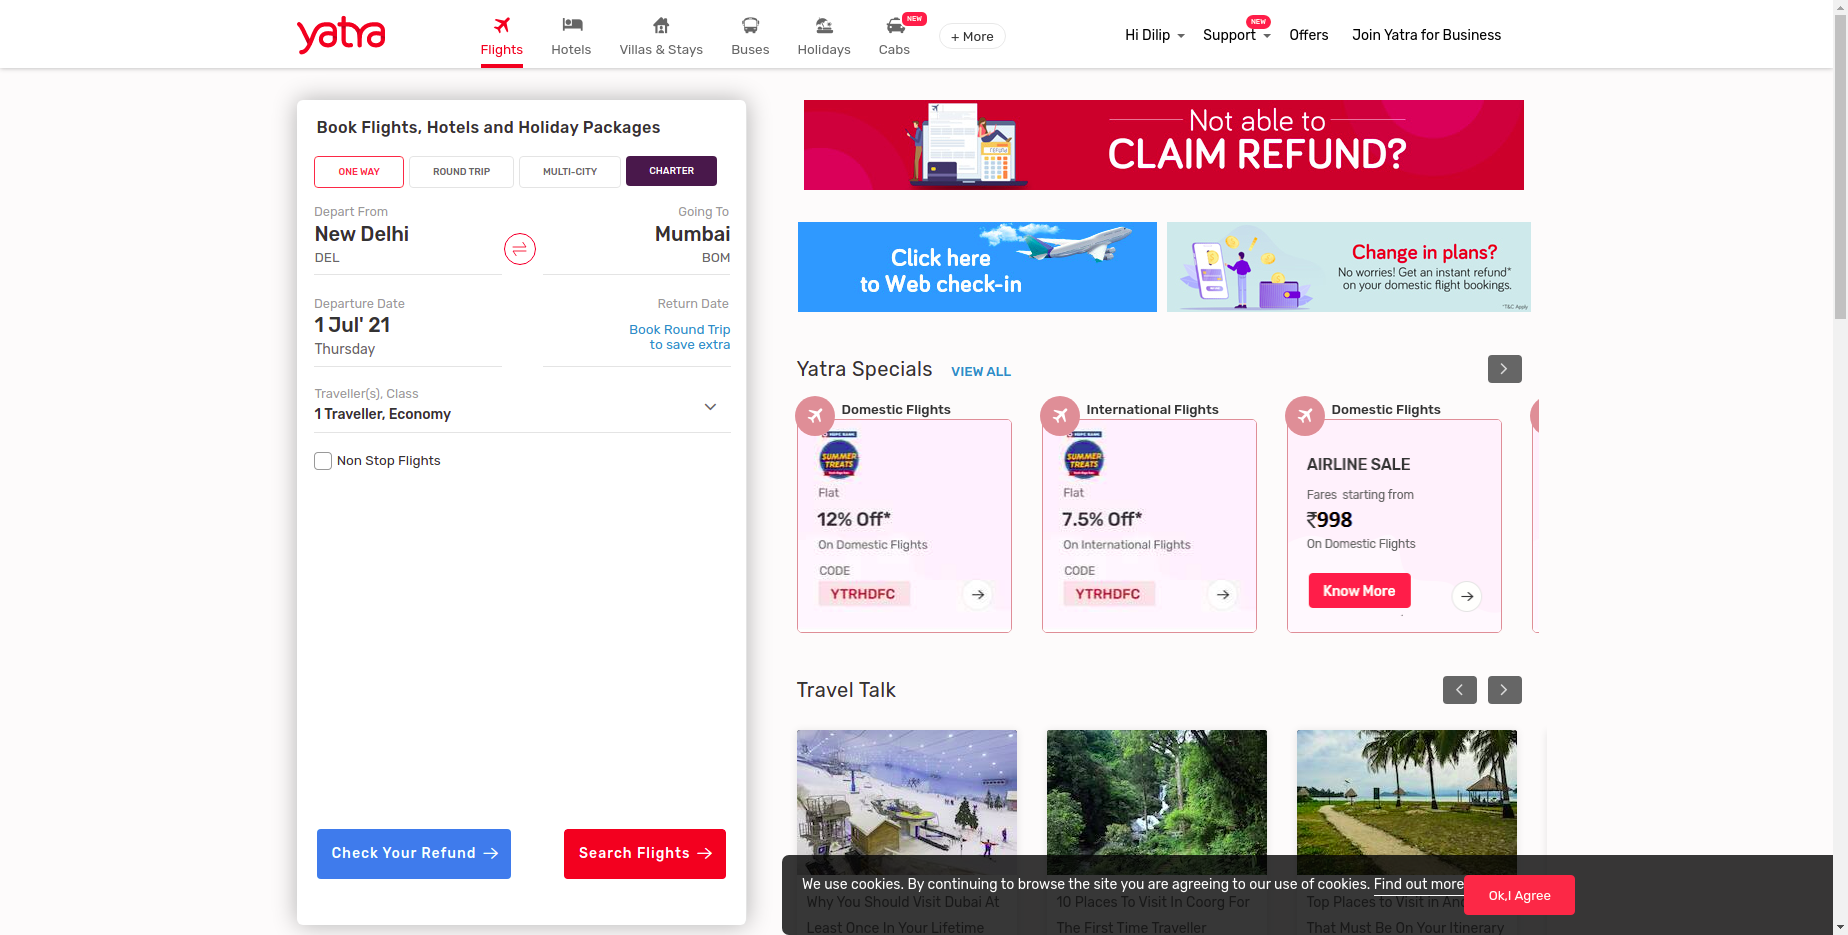 yatra
Flights
Hotels
Villas & Stays
Buses
Holidays
NEW
Cabs
+ More
Hi Dilip
NEW
Support
Offers
Join Yatra for Business
Book Flights, Hotels and Holiday Packages
ONE WAY
ROUND TRIP
MULTI-CITY
CHARTER
Depart From
New Delhi
DEL
Going To
Mumbai
BOM
Departure Date
1 Jul' 21
Thursday
Return Date
Book Round Trip
to save extra
Traveller(s), Class
1 Traveller, Economy
Non Stop Flights
Check Your Refund
Search Flights
Not able to
CLAIM REFUND?
refund
Click here
to Web check-in
Change in plans?
No worries! Get an instant refund*
on your domestic flight bookings.
*T&C Apply
Yatra Specials
VIEW ALL
Domestic Flights
HDFC BANK
SUMMER
TREATS
Flat
12% Off*
On Domestic Flights
CODE
YTRHDFC
International Flights
HDFC BANK
SUMMER
TREATS
Flat
7.5% Off*
On International Flights
CODE
YTRHDFC
Domestic Flights
AIRLINE SALE
Fares starting from
₹998
On Domestic Flights
Know More
Travel Talk
We use cookies. By continuing to browse the site you are agreeing to our use of cookies. Find out more
Ok,I Agree
Why You Should Visit Dubai At
Least Once In Your Lifetime
10 Places To Visit In Coorg For
The First Time Traveller
Top Places to Visit in An
That Must Be On Your Itinerary